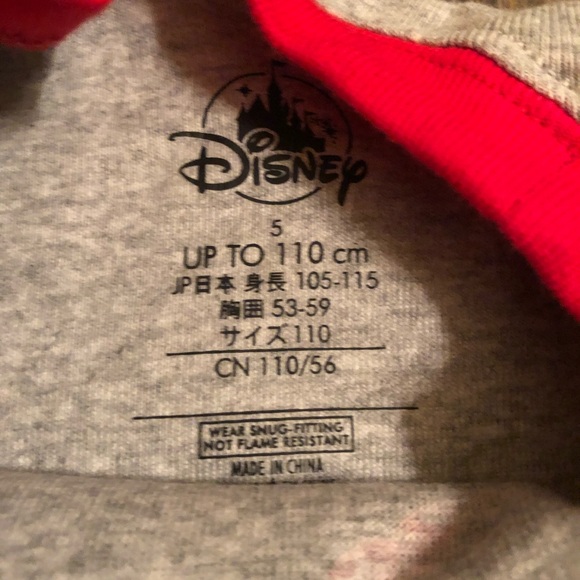 Disney
5
UP TO 110 cm
JP日本 身長 105-115
胸囲 53-59
サイズ110
CN 110/56
WEAR SNUG-FITTING
NOT FLAME RESISTANT
MADE IN CHINA